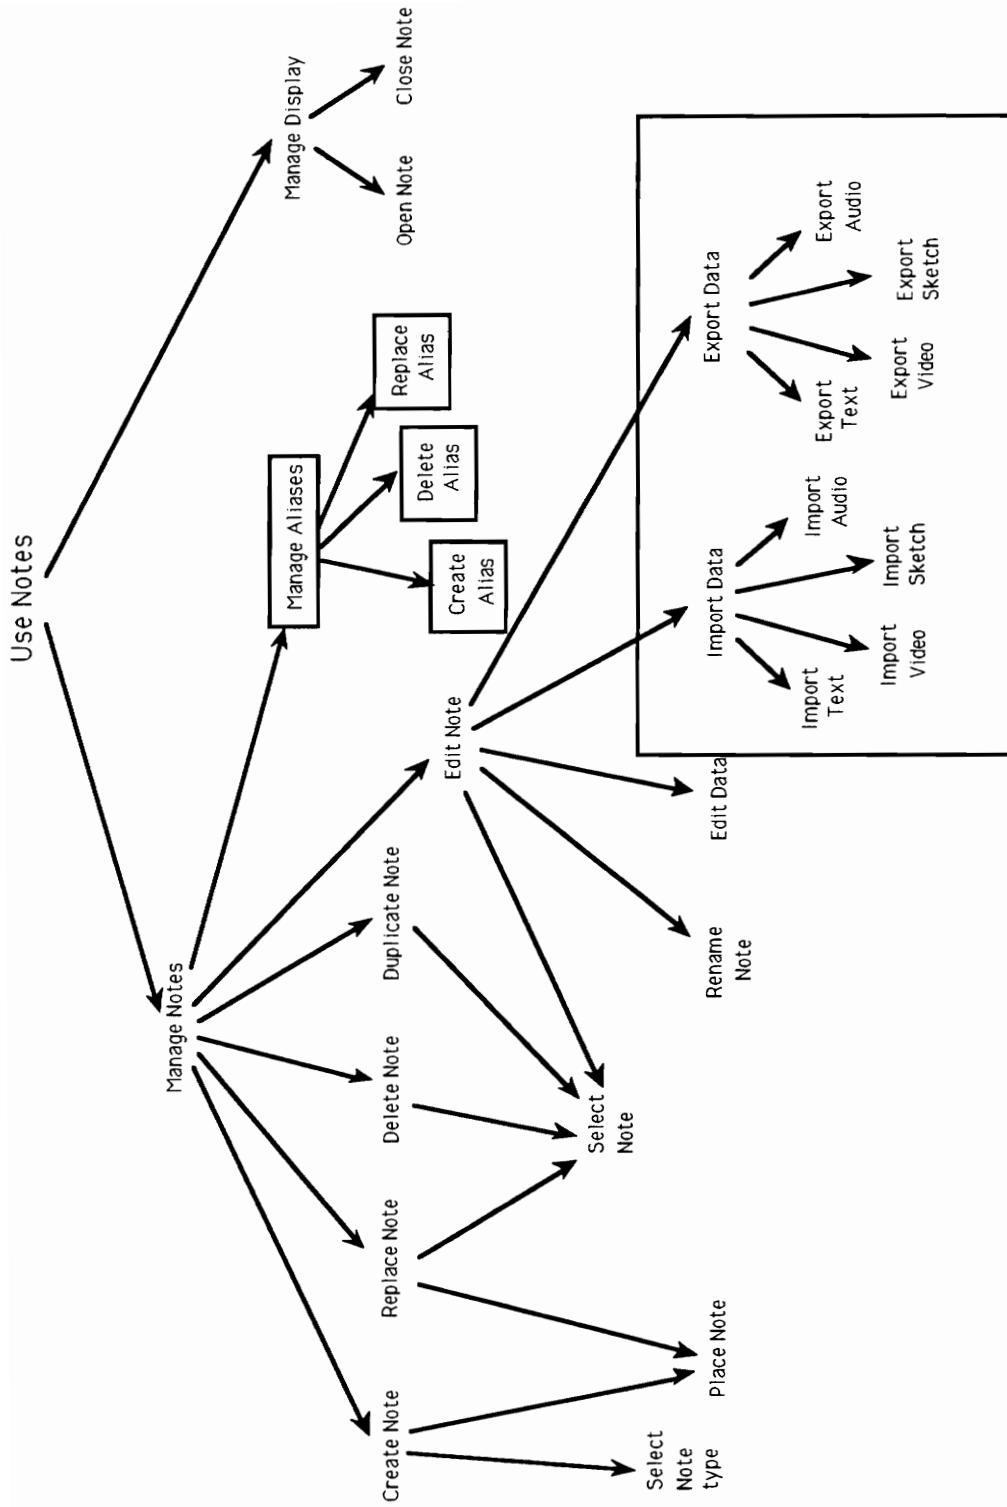 Use Notes
Manage Notes
Manage Aliases
Manage Display
Create Note
Replace Note
Delete Note
Duplicate Note
Edit Note
Create
Alias
Delete
Alias
Replace
Alias
Open Note
Close Note
Select
Note
type
Place Note
Select
Note
Rename
Note
Edit Data
Import Data
Export Data
Import
Text
Import
Video
Import
Sketch
Import
Audio
Export
Text
Export
Video
Export
Sketch
Export
Audio